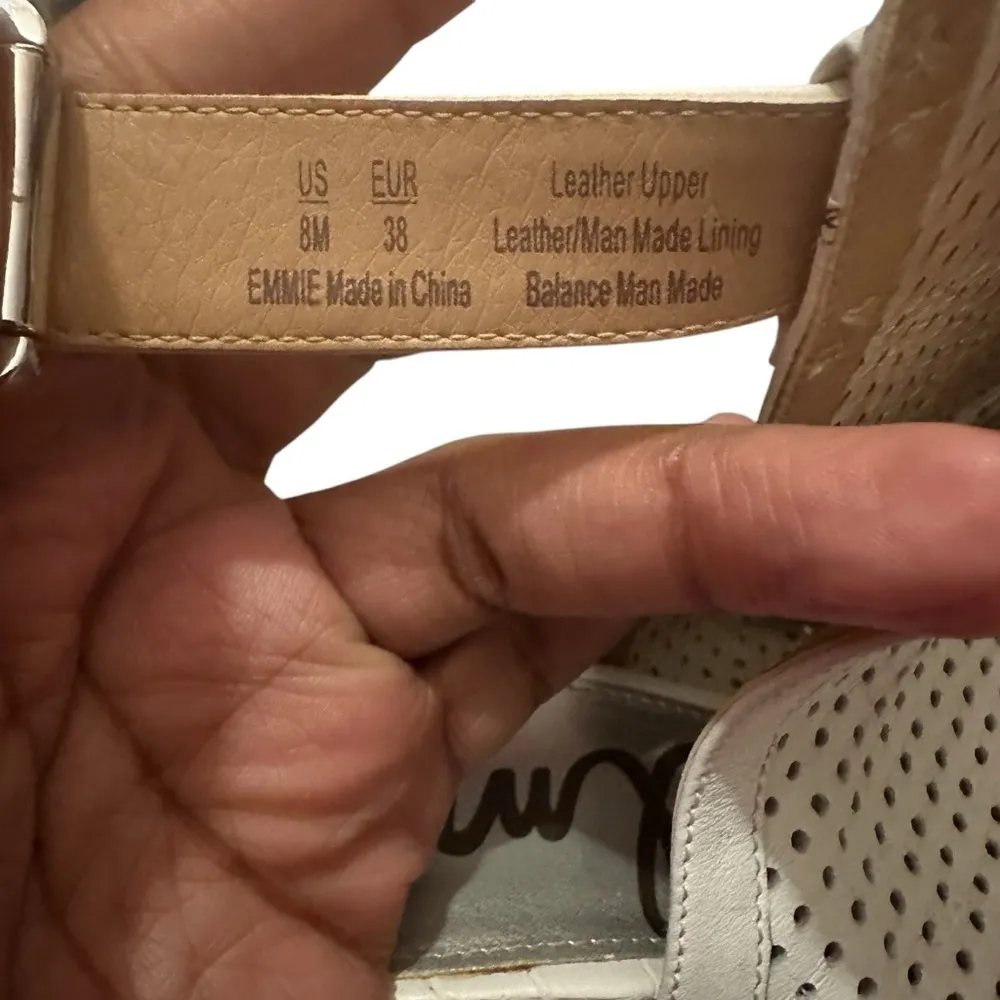 US EUR Leather Upper
8M 38 Leather/Man Made Lining
EMMIE Made in China Balance Man Made